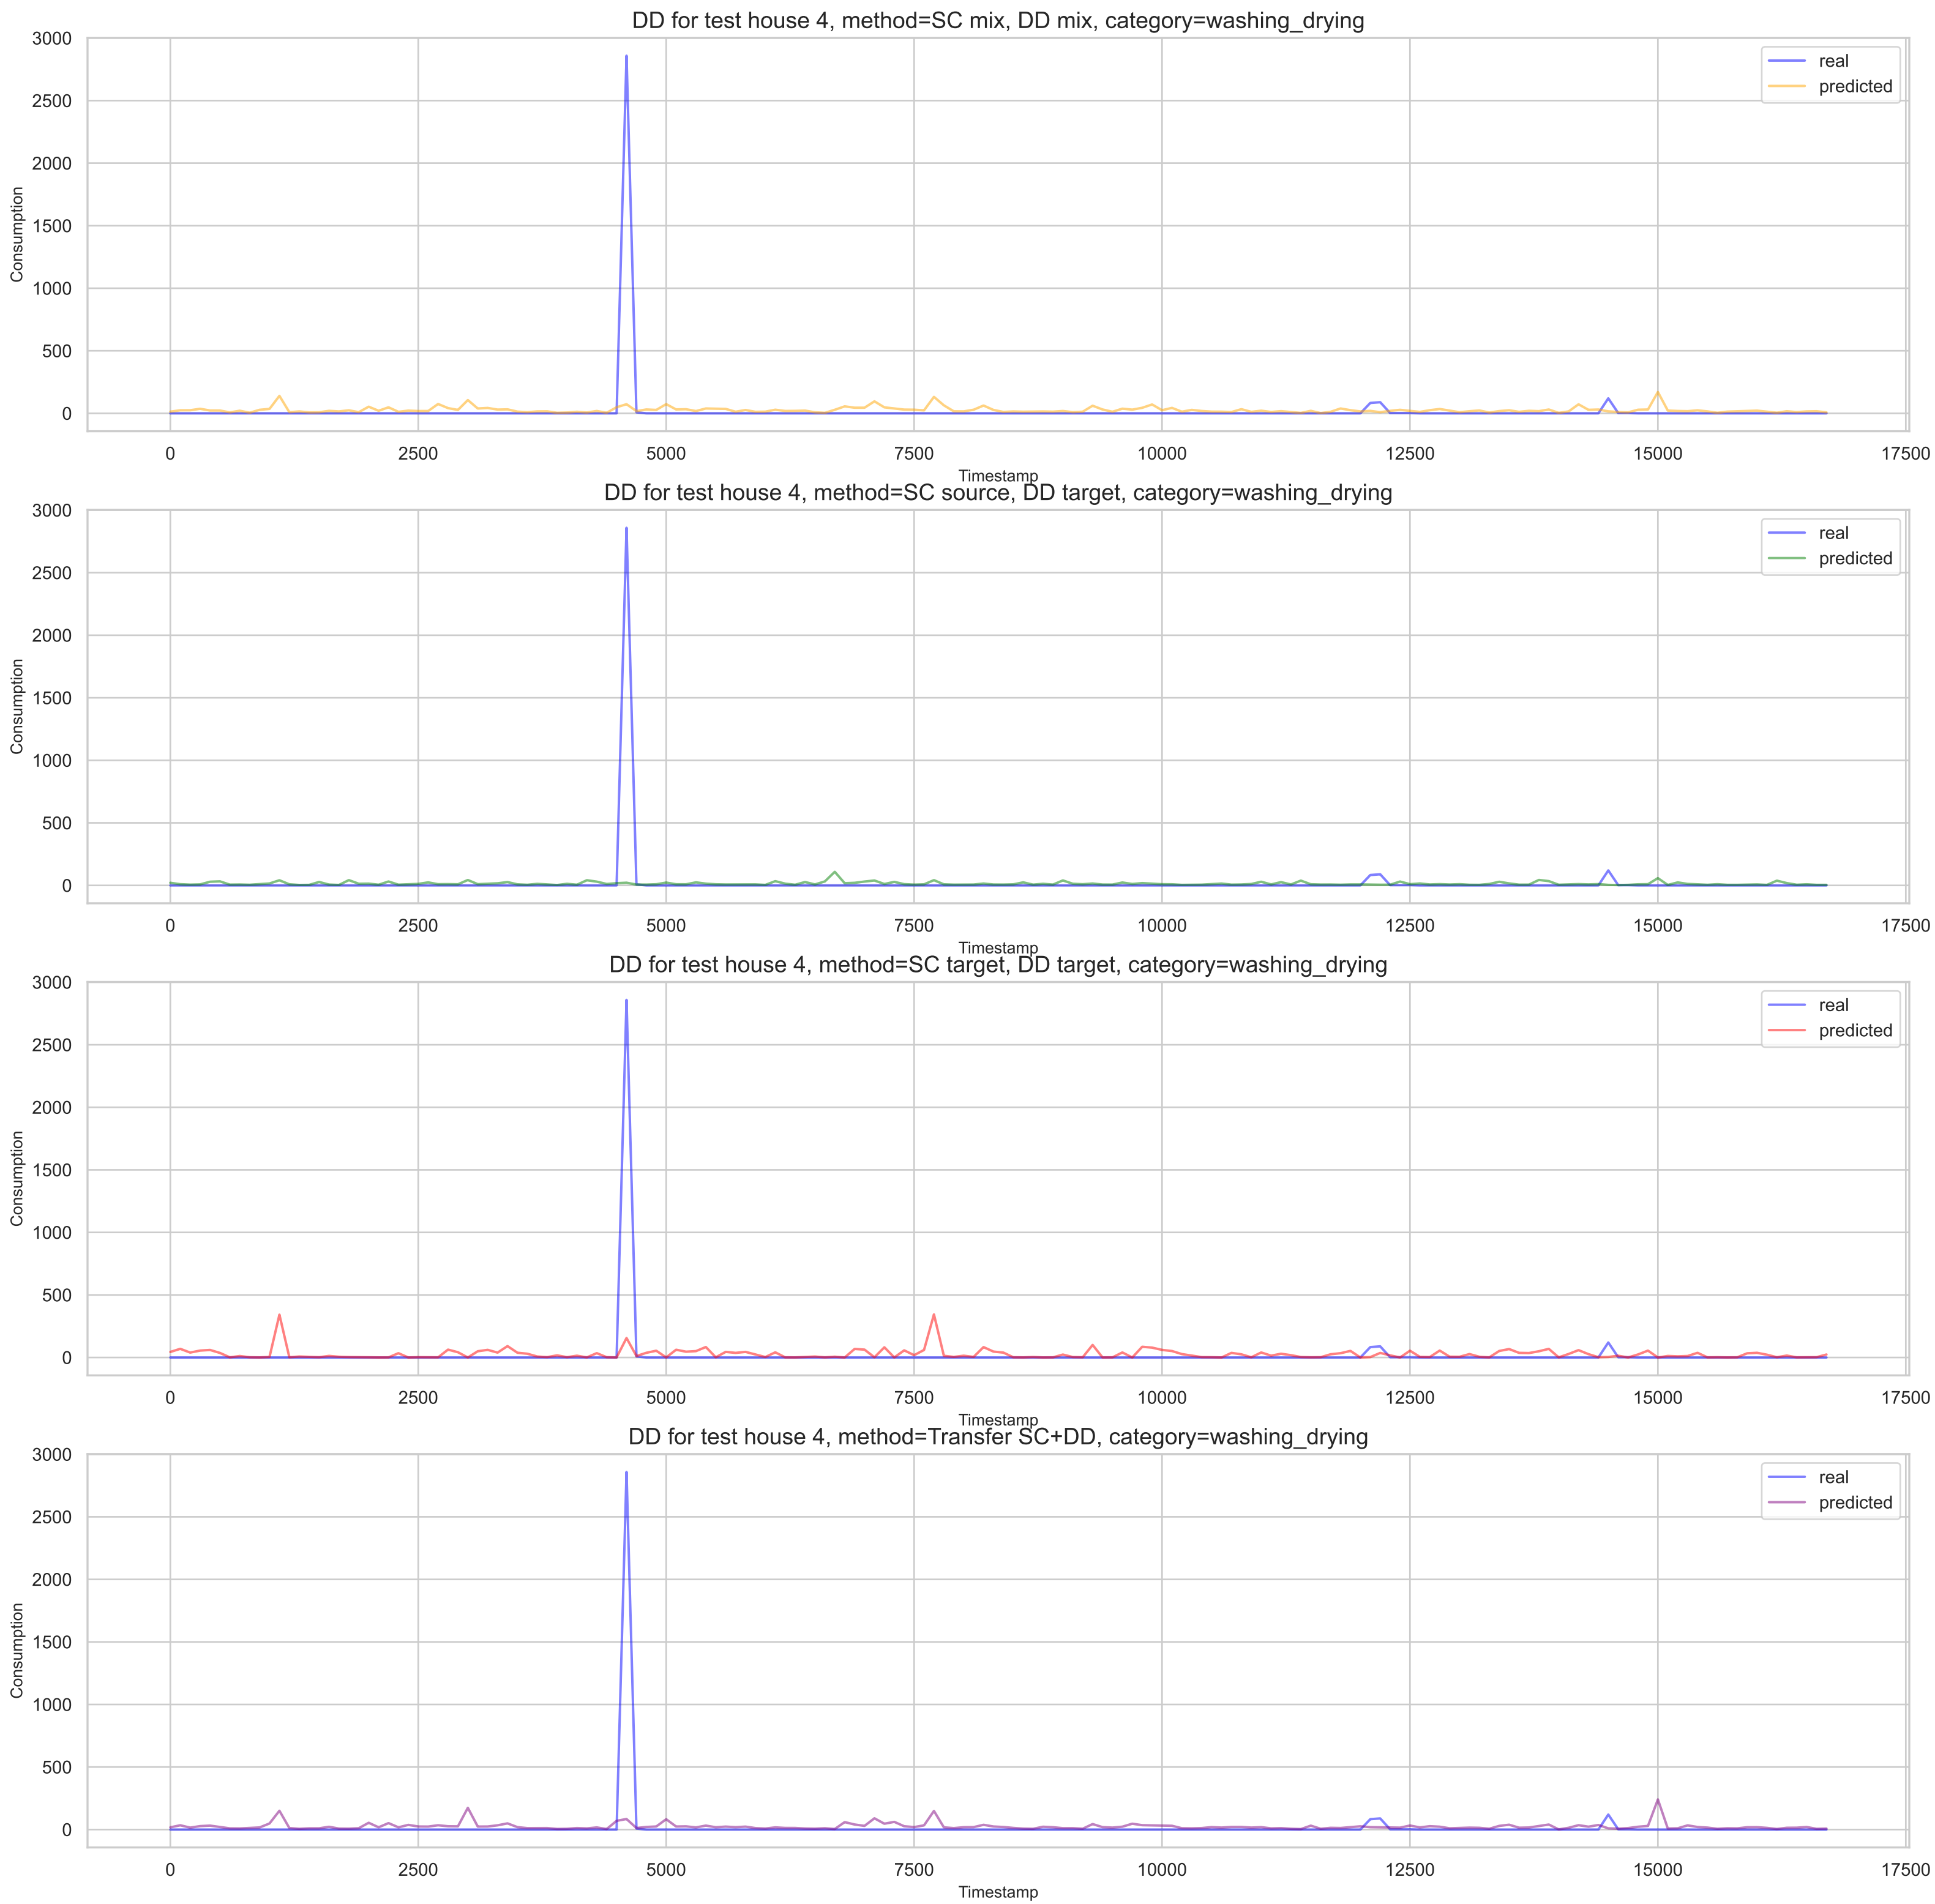 DD for test house 4, method=SC mix, DD mix, category=washing_drying
3000
2500
2000
1500
1000
500
0
Consumption
real
predicted
0 2500 5000 7500 10000 12500 15000 17500
Timestamp
DD for test house 4, method=SC source, DD target, category=washing_drying
3000
2500
2000
1500
1000
500
0
Consumption
real
predicted
0 2500 5000 7500 10000 12500 15000 17500
Timestamp
DD for test house 4, method=SC target, DD target, category=washing_drying
3000
2500
2000
1500
1000
500
0
Consumption
real
predicted
0 2500 5000 7500 10000 12500 15000 17500
Timestamp
DD for test house 4, method=Transfer SC+DD, category=washing_drying
3000
2500
2000
1500
1000
500
0
Consumption
real
predicted
0 2500 5000 7500 10000 12500 15000 17500
Timestamp